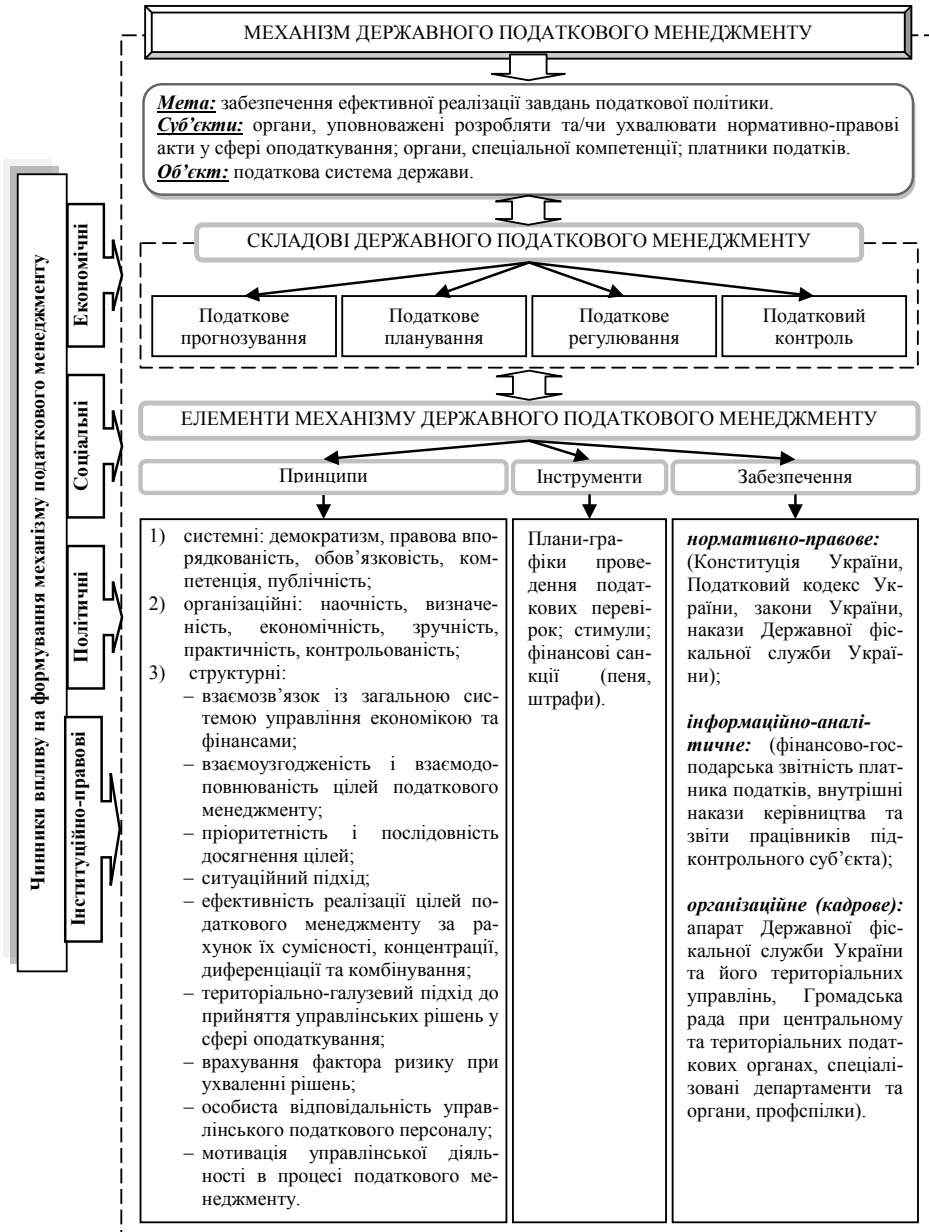 МЕХАНІЗМ ДЕРЖАВНОГО ПОДАТКОВОГО МЕНЕДЖМЕНТУ
Мета: забезпечення ефективної реалізації завдань податкової політики.
Суб’єкти: органи, уповноважені розробляти та/чи ухвалювати нормативно-правові
акти у сфері оподаткування; органи, спеціальної компетенції; платники податків.
Об’єкт: податкова система держави.
Чинники впливу на формування механізму податкового менеджменту
Економічні
Соціальні
Політичні
Інституційно-правові
СКЛАДОВІ ДЕРЖАВНОГО ПОДАТКОВОГО МЕНЕДЖМЕНТУ
Податкове
прогнозування
Податкове
планування
Податкове
регулювання
Податковий
контроль
ЕЛЕМЕНТИ МЕХАНІЗМУ ДЕРЖАВНОГО ПОДАТКОВОГО МЕНЕДЖМЕНТУ
Принципи
Інструменти
Забезпечення
1) системні: демократизм, правова впо-
рядкованість, обов’язковість, ком-
петенція, публічність;
2) організаційні: наочність, визначе-
ність, економічність, зручність,
практичність, контрольованість;
3) структурні:
– взаємозв’язок із загальною сис-
темою управління економікою та
фінансами;
– взаємоузгодженість і взаємодо-
повнюваність цілей податкового
менеджменту;
– пріоритетність і послідовність
досягнення цілей;
– ситуаційний підхід;
– ефективність реалізації цілей по-
даткового менеджменту за ра-
хунок їх сумісності, концентрації,
диференціації та комбінування;
– територіально-галузевий підхід до
прийняття управлінських рішень у
сфері оподаткування;
– врахування фактора ризику при
ухваленні рішень;
– особиста відповідальність управ-
лінського податкового персоналу;
– мотивація управлінської діяль-
ності в процесі податкового ме-
неджменту.
Плани-гра-
фіки прове-
дення подат-
кових переві-
рок; стимули;
фінансові сан-
кції (пеня,
штрафи).
нормативно-правове:
(Конституція України,
Податковий кодекс Ук-
раїни, закони України,
накази Державної фіс-
кальної служби Украї-
ни);
інформаційно-аналі-
тичне: (фінансово-гос-
подарська звітність плат-
ника податків, внутрішні
накази керівництва та
звіти працівників під-
контрольного суб’єкта);
організаційне (кадрове):
апарат Державної фіс-
кальної служби України
та його територіальних
управлінь, Громадська
рада при центральному
та територіальних подат-
кових органах, спеціалі-
зовані департаменти та
органи, профспілки).